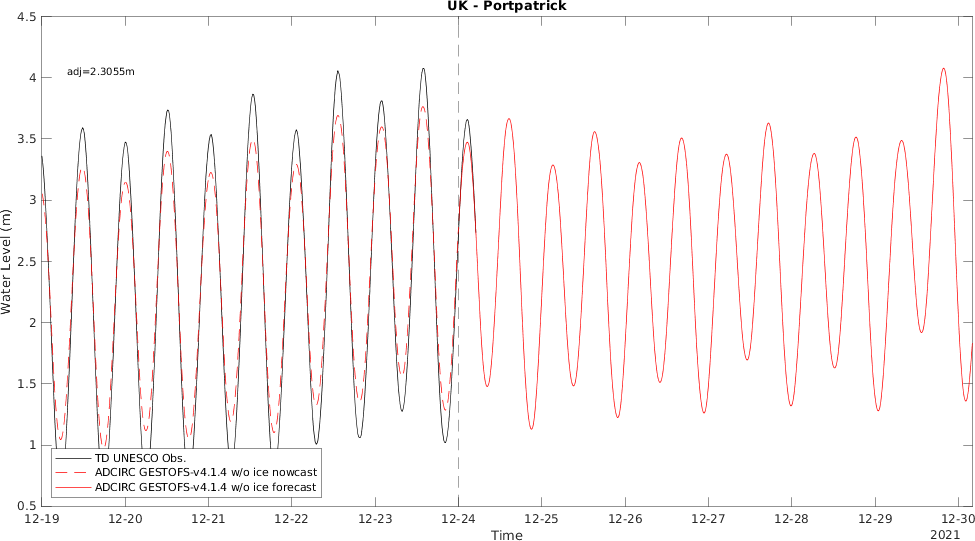 UK - Portpatrick
4.5
4
3.5
3
2.5
2
1.5
1
0.5
Water Level (m)
adj=2.3055m
TD UNESCO Obs.
ADCIRC GESTOFS-v4.1.4 w/o ice nowcast
ADCIRC GESTOFS-v4.1.4 w/o ice forecast
12-19 12-20 12-21 12-22 12-23 12-24 12-25 12-26 12-27 12-28 12-29 12-30
Time
2021